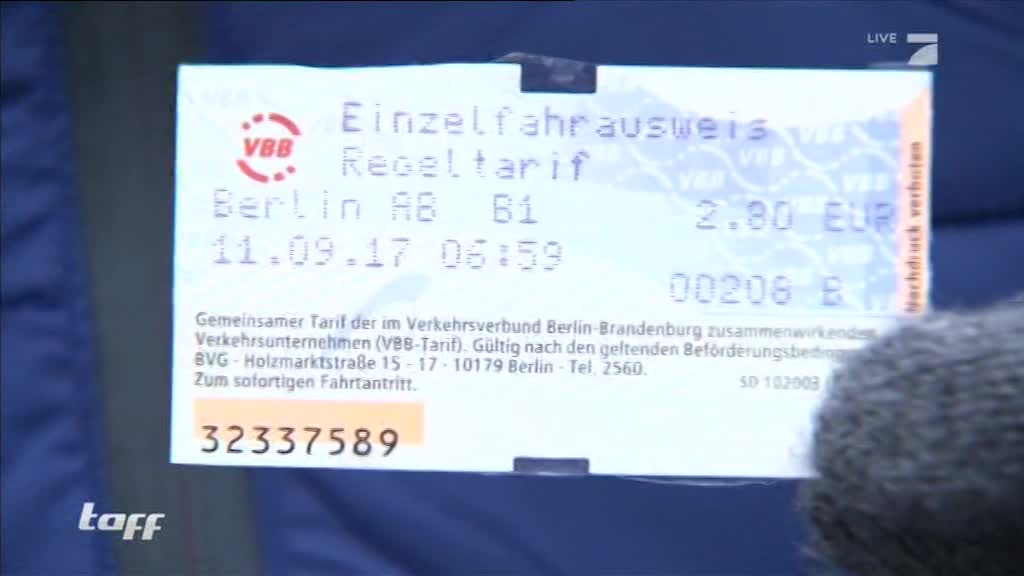 LIVE
VBB
Einzelfahrausweis
Regeltarif
Berlin AB B1 2.80 EUR
11.09.17 06:59
00208 B
Nachdruck verboten
Gemeinsamer Tarif der im Verkehrsverbund Berlin-Brandenburg zusammenwirkenden
Verkehrsunternehmen (VBB-Tarif). Gültig nach den geltenden
BVG - Holzmarktstraße 15 - 17 - 10179 Berlin - Tel. 2560.
Zum sofortigen Fahrtantritt. SD 102003
32337589
taff